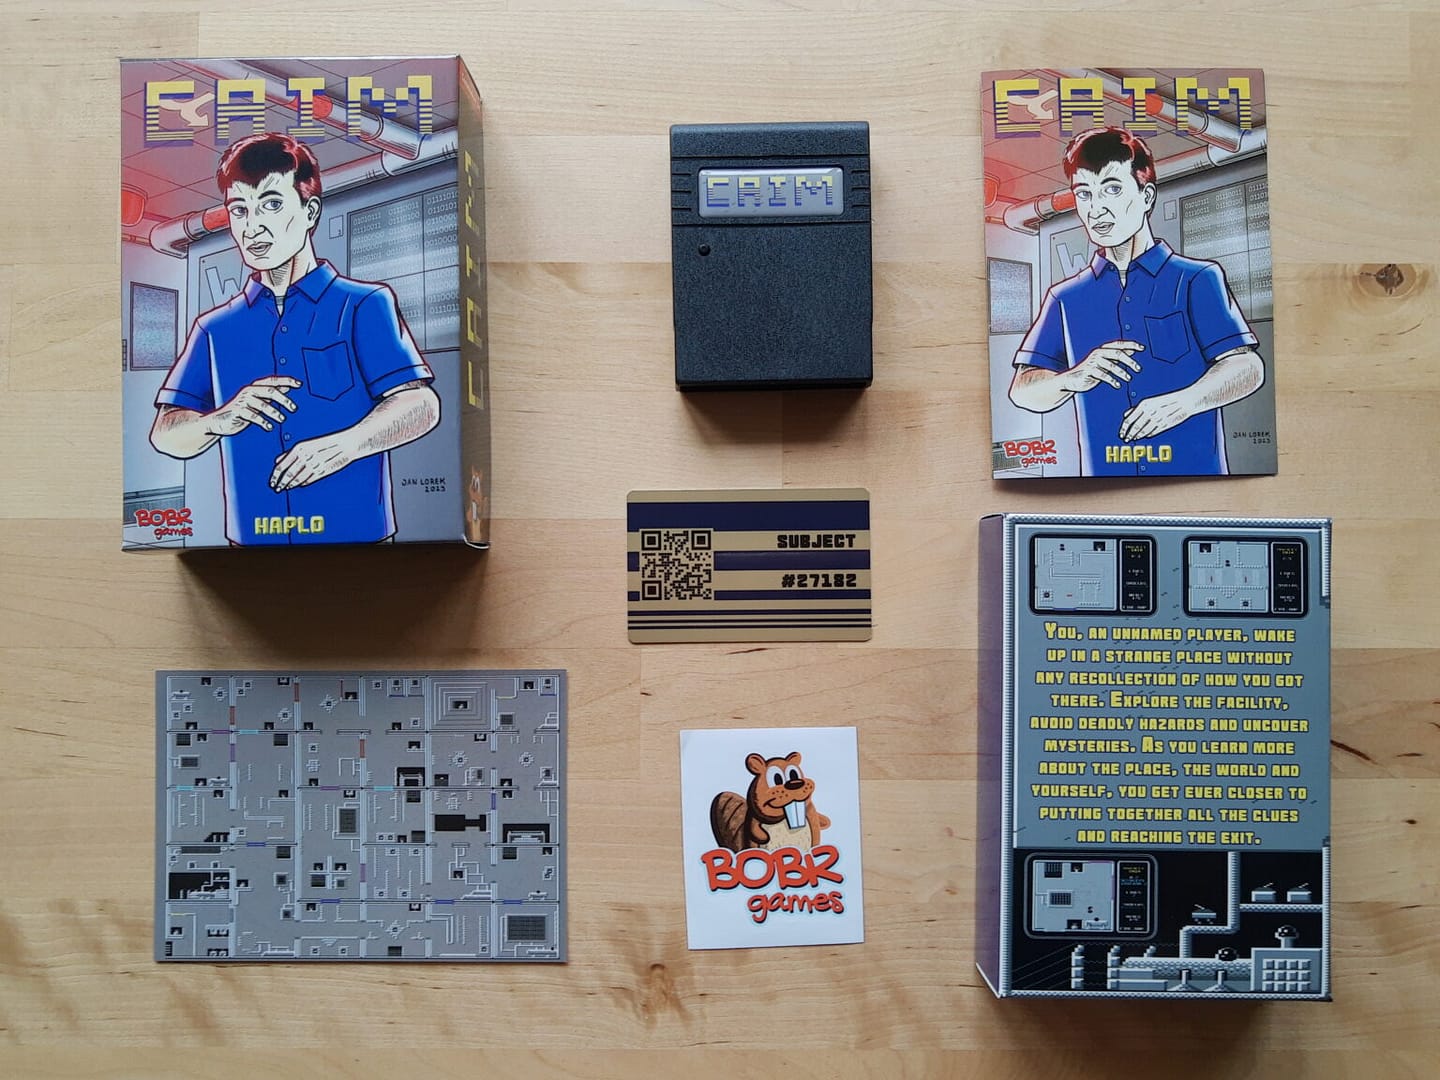 CAIM
W
JAN LOREK
2023
BOBR
games
HAPLO
CAIM
CAIM
CAIM
JAN LOREK
2023
BOBR
games
HAPLO
SUBJECT
#27182
BOBR
games
YOU, AN UNNAMED PLAYER, WAKE
UP IN A STRANGE PLACE WITHOUT
ANY RECOLLECTION OF HOW YOU GOT
THERE. EXPLORE THE FACILITY,
AVOID DEADLY HAZARDS AND UNCOVER
MYSTERIES. AS YOU LEARN MORE
ABOUT THE PLACE, THE WORLD AND
YOURSELF, YOU GET EVER CLOSER TO
PUTTING TOGETHER ALL THE CLUES
AND REACHING THE EXIT.